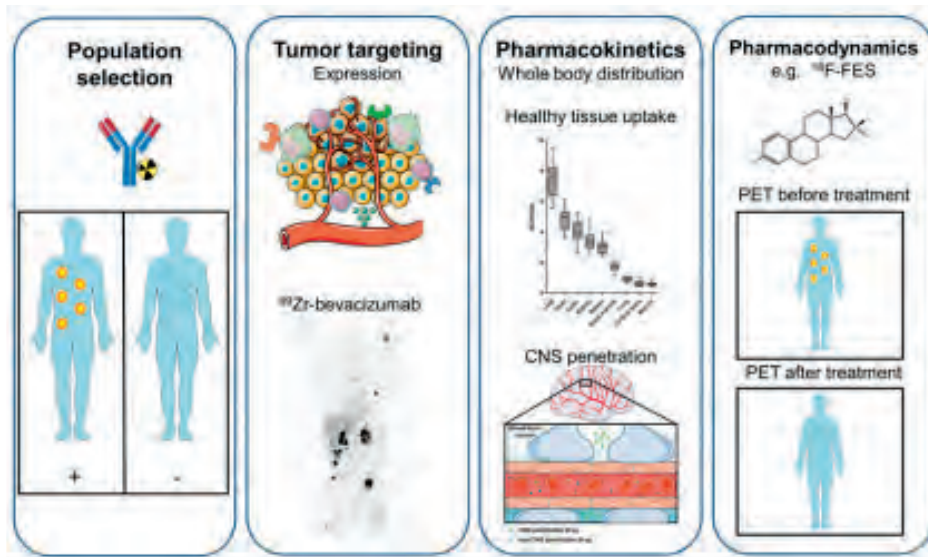 Population
selection
+
-
Tumor targeting
Expression
⁸⁹Zr-bevacizumab
Pharmacokinetics
Whole body distribution
Healthy tissue uptake
CNS penetration
Pharmacodynamics
e.g. ¹⁸F-FES
PET before treatment
PET after treatment